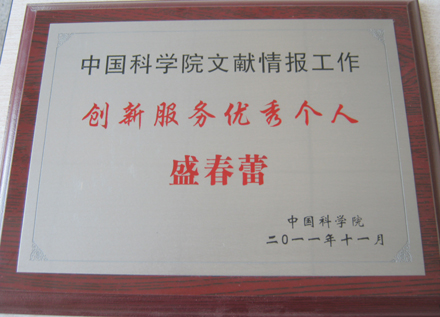 中国科学院文献情报工作
创新服务优秀个人
盛春蕾
中国科学院
二〇一一年十一月